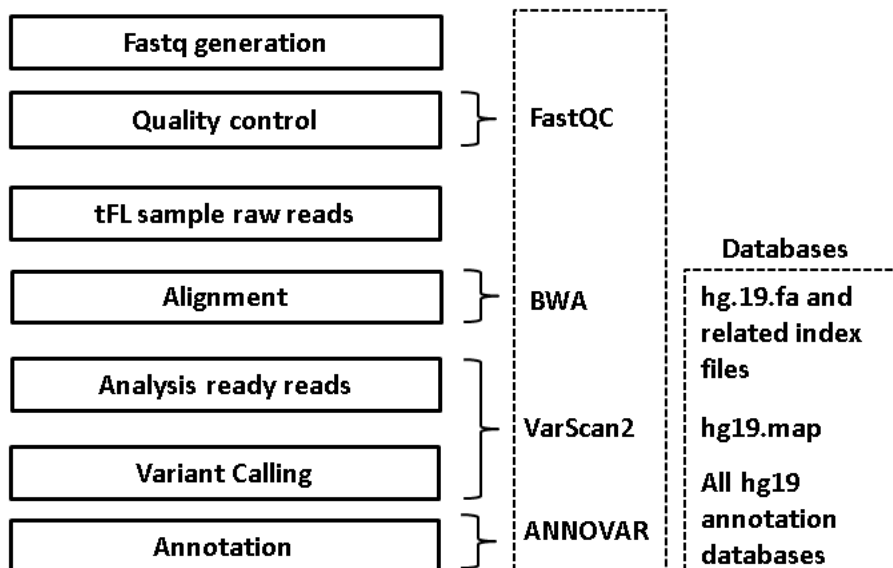 Fastq generation
Quality control
FastQC
tFL sample raw reads
Databases
Alignment
BWA
hg.19.fa and
related index
files
Analysis ready reads
VarScan2
hg19.map
Variant Calling
All hg19
annotation
databases
Annotation
ANNOVAR